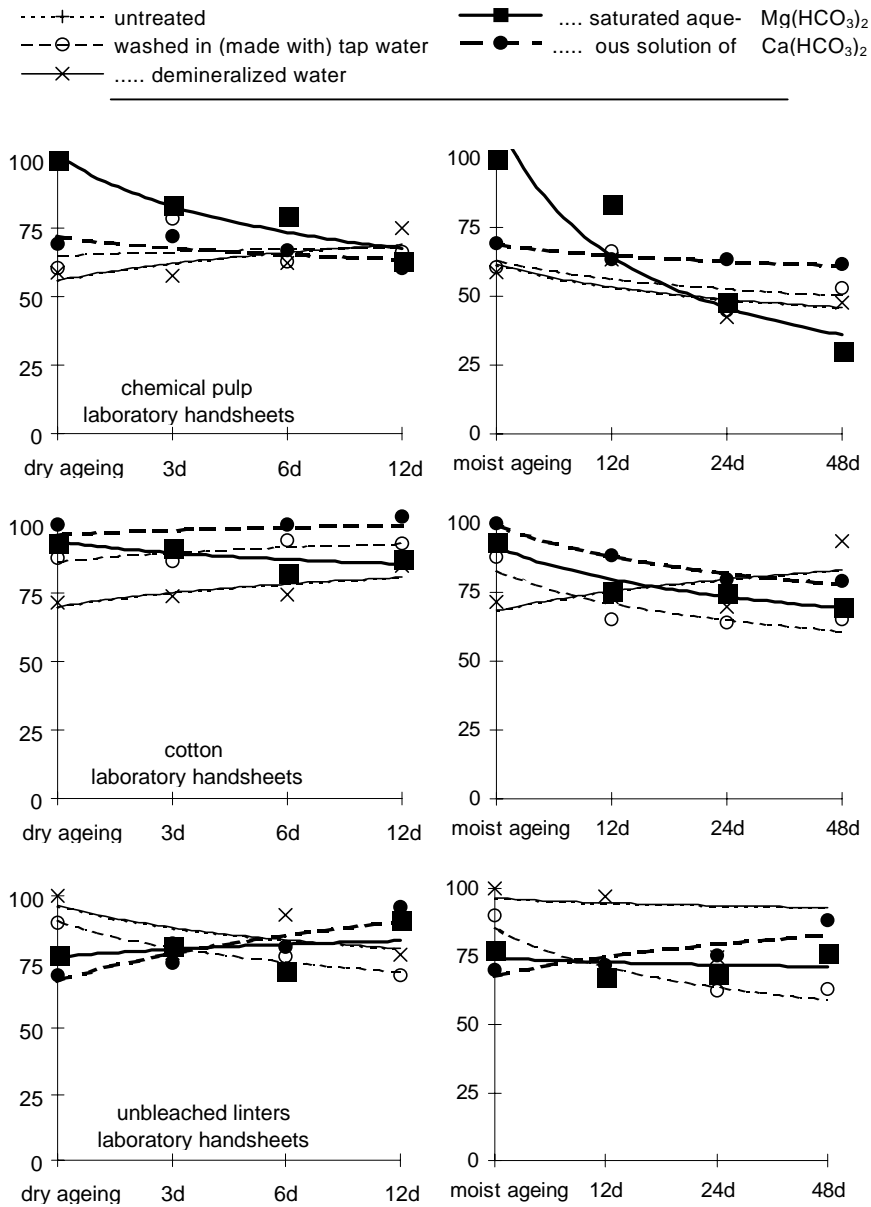 untreated
washed in (made with) tap water
..... demineralized water
.... saturated aque- Mg(HCO₃)₂
..... ous solution of Ca(HCO₃)₂
100
75
50
25
0
chemical pulp
laboratory handsheets
dry ageing 3d 6d 12d
100
75
50
25
0
moist ageing 12d 24d 48d
100
75
50
25
0
cotton
laboratory handsheets
dry ageing 3d 6d 12d
100
75
50
25
0
moist ageing 12d 24d 48d
100
75
50
25
0
unbleached linters
laboratory handsheets
dry ageing 3d 6d 12d
100
75
50
25
0
moist ageing 12d 24d 48d